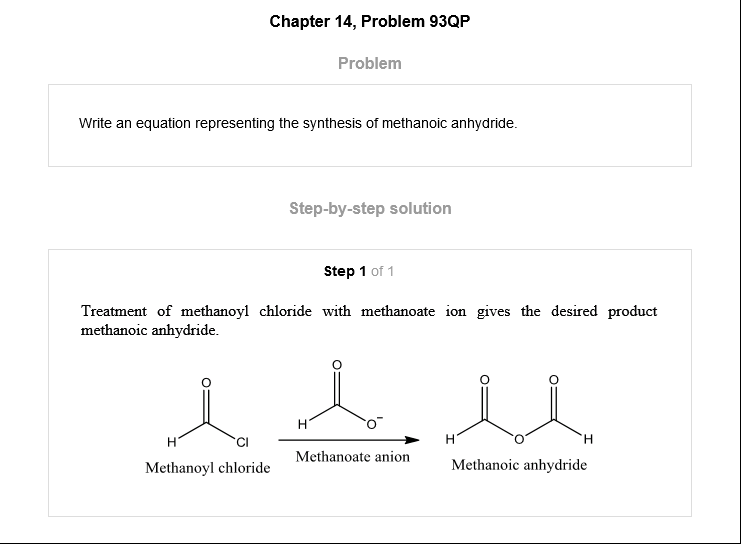 Chapter 14, Problem 93QP
Problem
Write an equation representing the synthesis of methanoic anhydride.
Step-by-step solution
Step 1 of 1
Treatment of methanoyl chloride with methanoate ion gives the desired product
methanoic anhydride.
O
H
Cl
Methanoyl chloride
O
H
O−
Methanoate anion
O
O
H
O
H
Methanoic anhydride